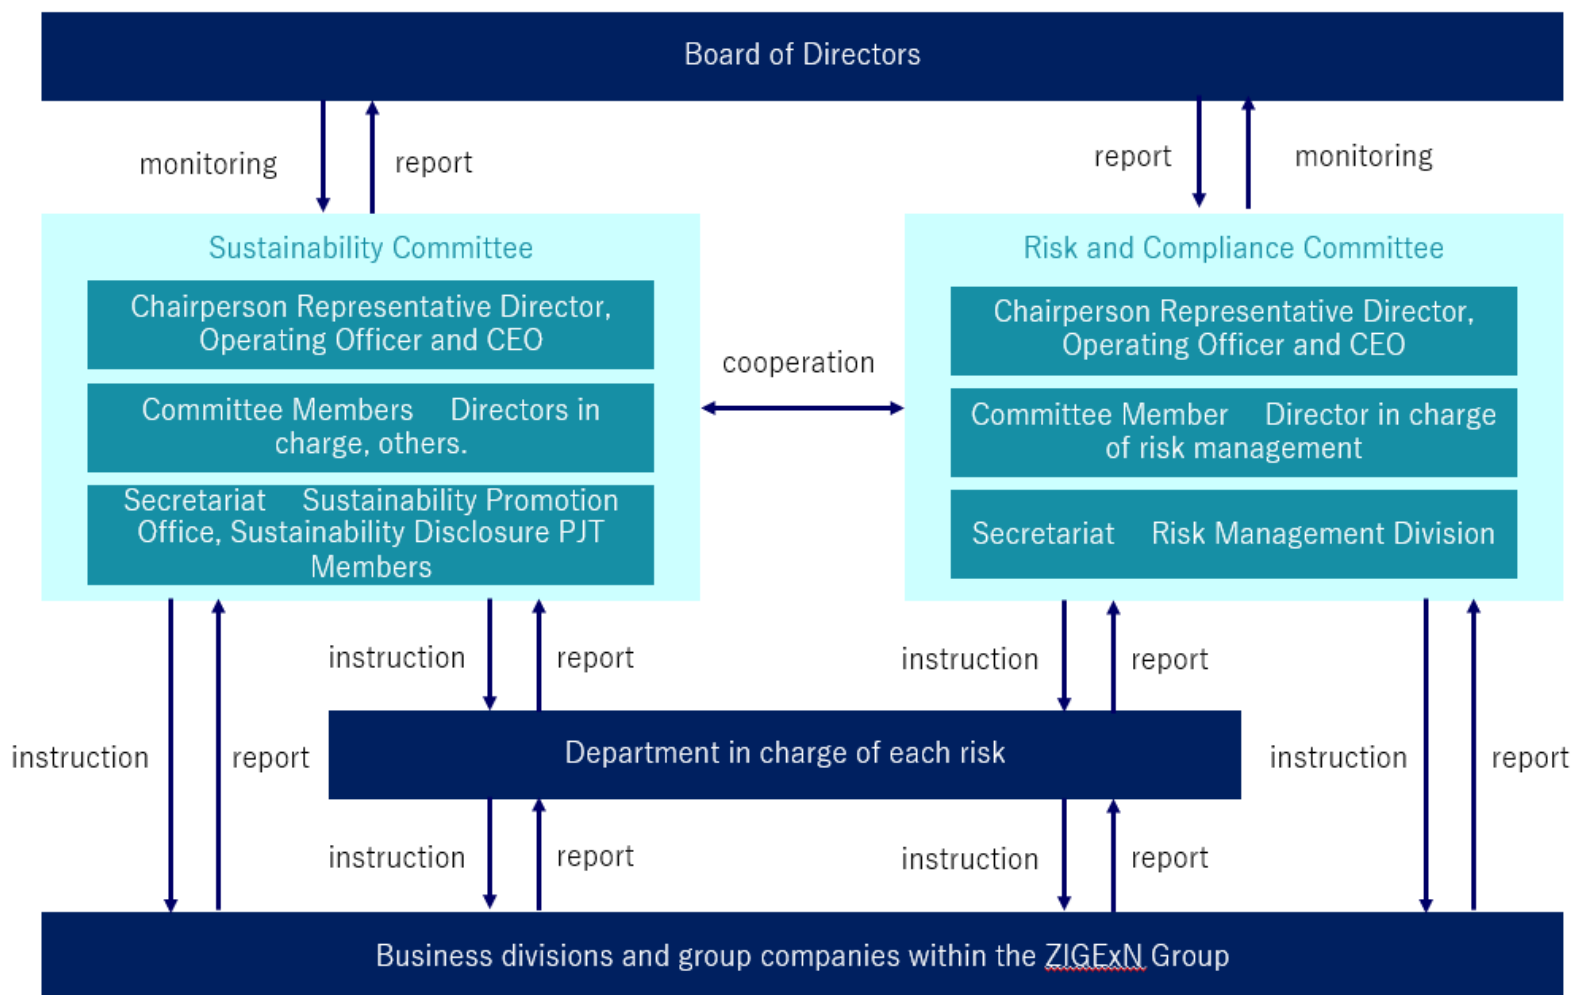 Board of Directors
monitoring
report
report
monitoring
Sustainability Committee
Chairperson Representative Director,
Operating Officer and CEO
Committee Members Directors in
charge, others.
Secretariat Sustainability Promotion
Office, Sustainability Disclosure PJT
Members
cooperation
Risk and Compliance Committee
Chairperson Representative Director,
Operating Officer and CEO
Committee Member Director in charge
of risk management
Secretariat Risk Management Division
instruction
report
instruction
report
instruction
report
Department in charge of each risk
instruction
report
instruction
report
instruction
report
Business divisions and group companies within the ZIGExN Group